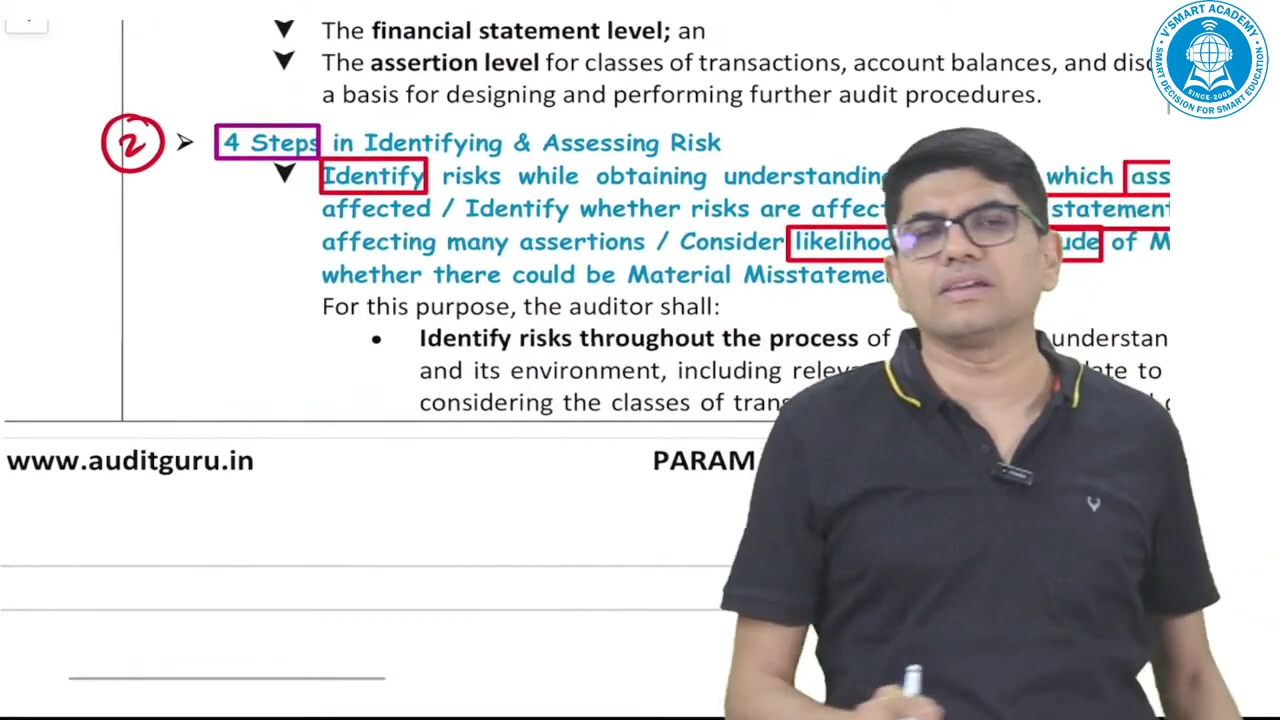 The financial statement level; an
The assertion level for classes of transactions, account balances, and disc
a basis for designing and performing further audit procedures.
2
4 Steps in Identifying & Assessing Risk
Identify risks while obtaining understanding which ass
affected / Identify whether risks are affec statement
affecting many assertions / Consider likelihoo ude of M
whether there could be Material Misstateme
For this purpose, the auditor shall:
Identify risks throughout the process of understan
and its environment, including releva late to
considering the classes of trans
www.auditguru.in PARAM
V'SMART ACADEMY
SINCE-2005
SMART DECISION FOR SMART EDUCATION